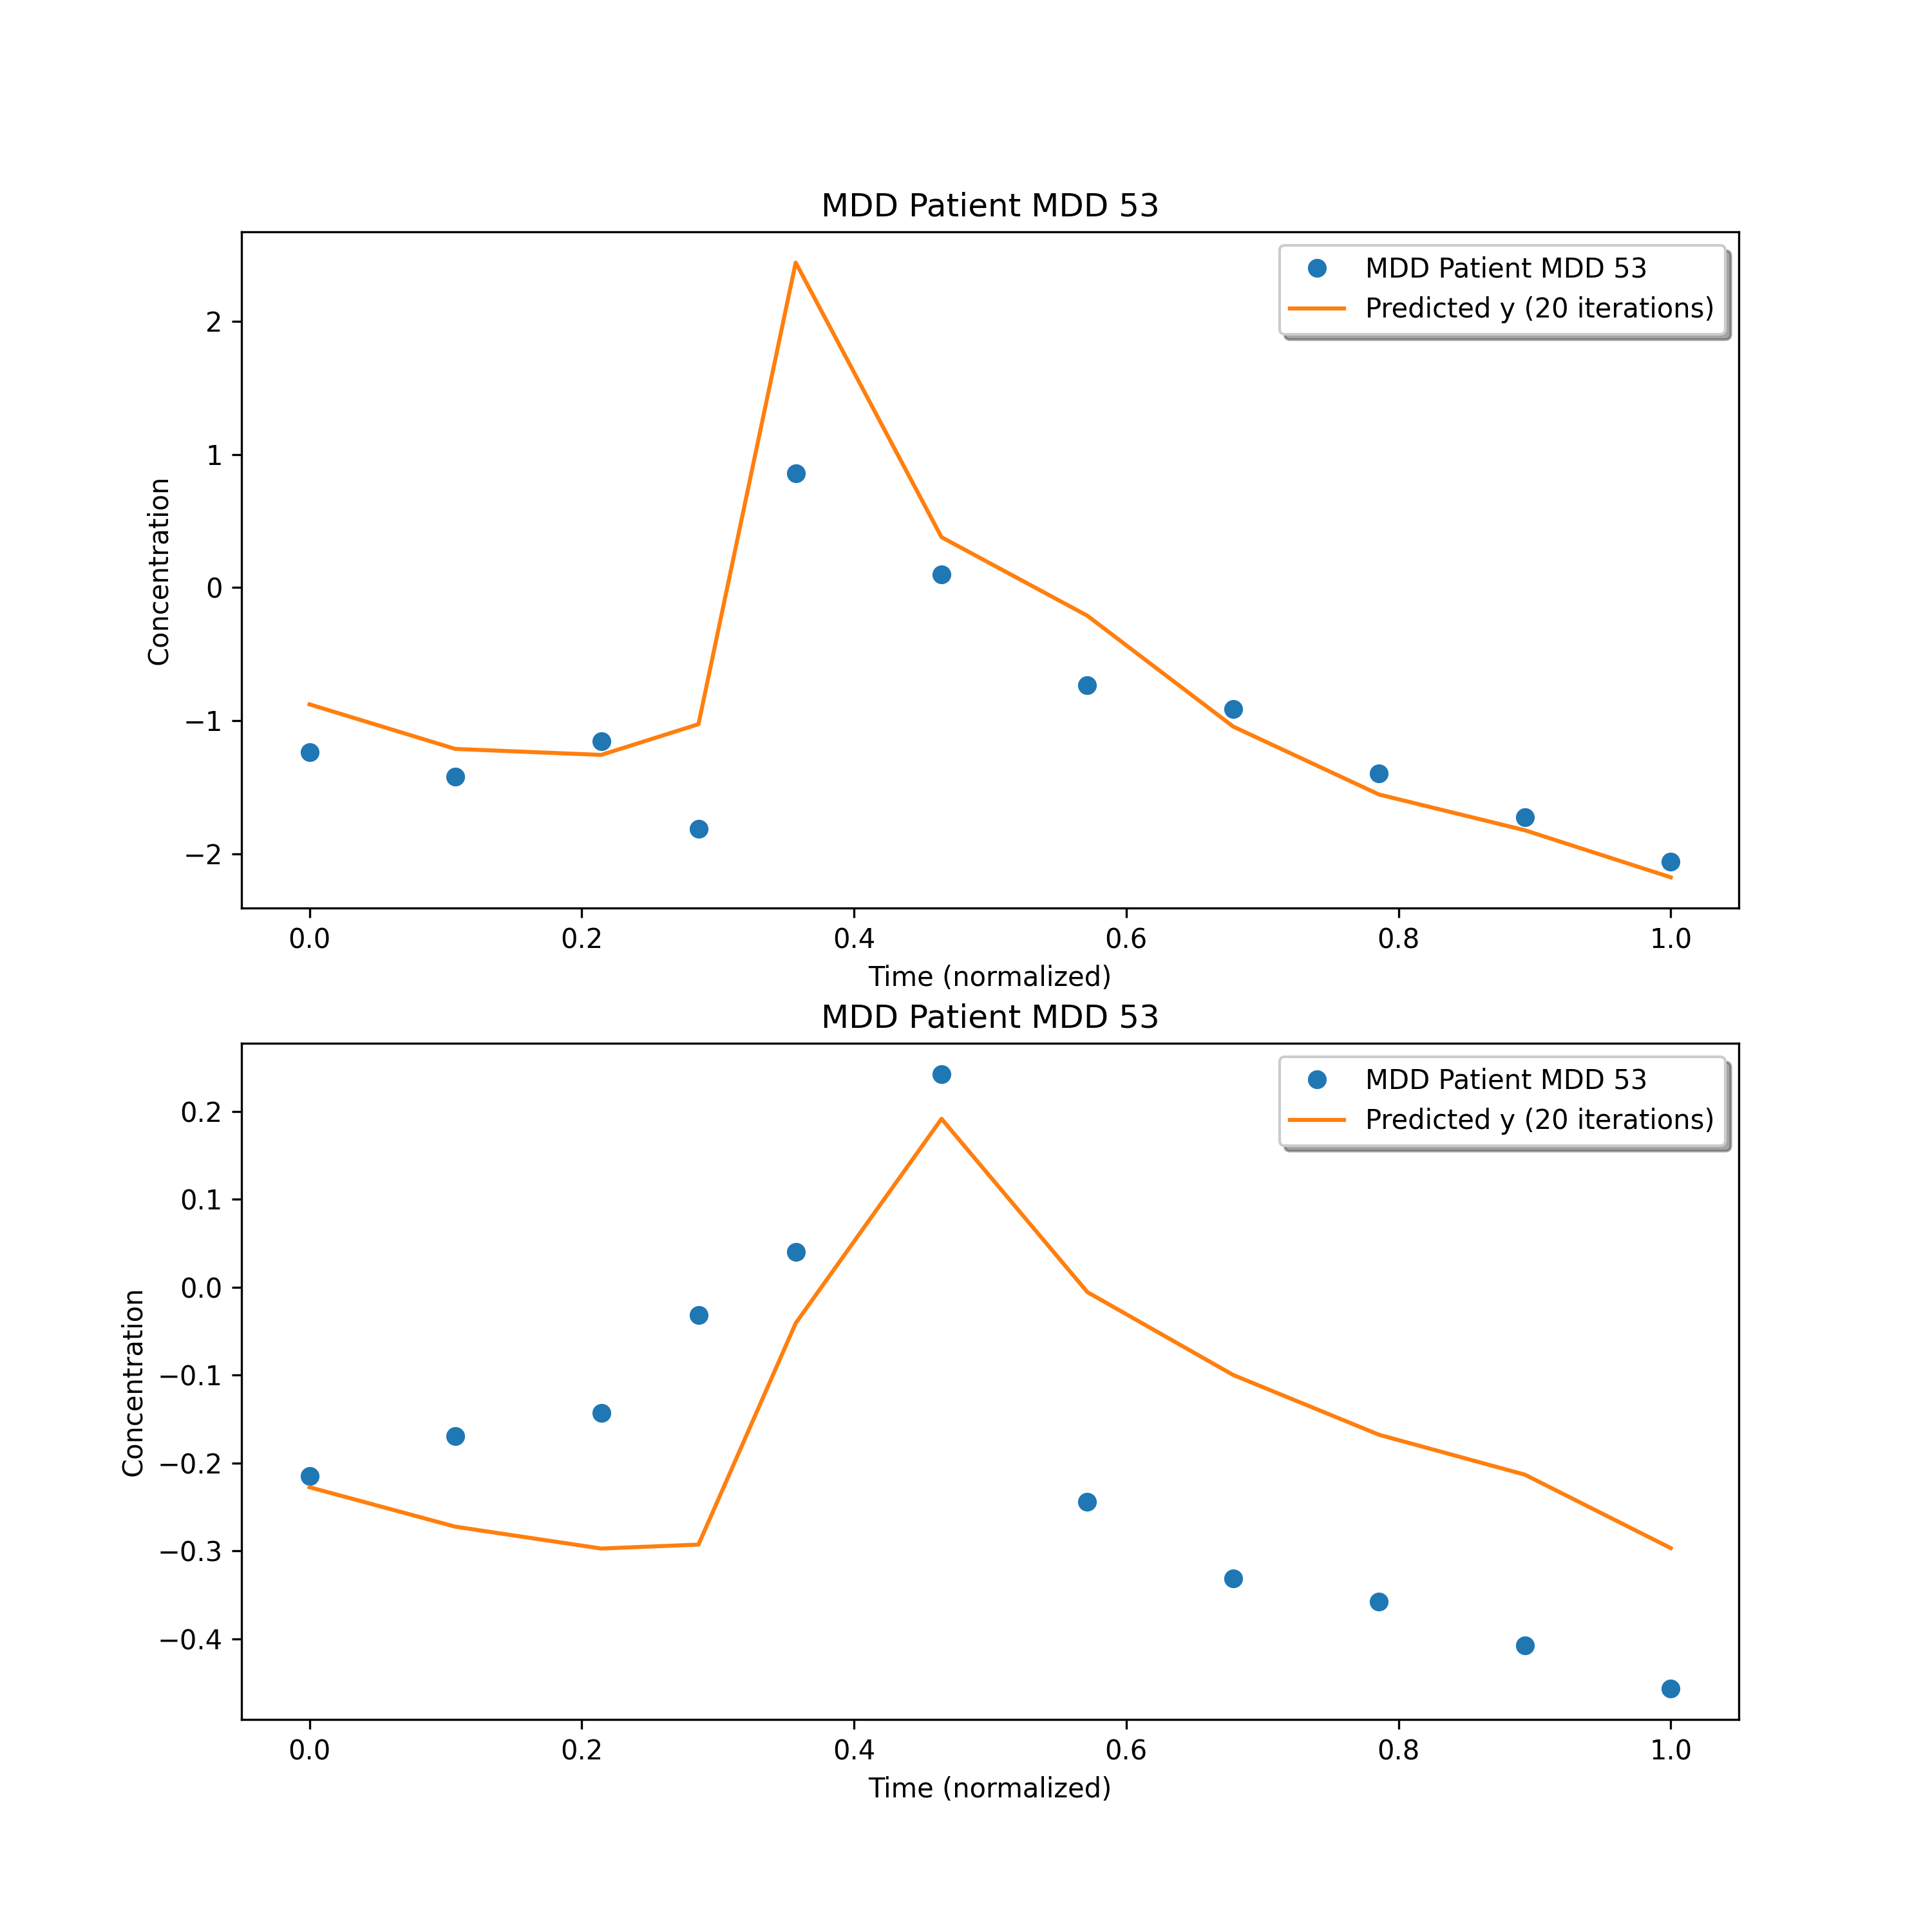 MDD Patient MDD 53
MDD Patient MDD 53
Predicted y (20 iterations)
2
1
0
−1
−2
Concentration
0.0 0.2 0.4 0.6 0.8 1.0
Time (normalized)
MDD Patient MDD 53
MDD Patient MDD 53
Predicted y (20 iterations)
0.2
0.1
0.0
−0.1
−0.2
−0.3
−0.4
Concentration
0.0 0.2 0.4 0.6 0.8 1.0
Time (normalized)